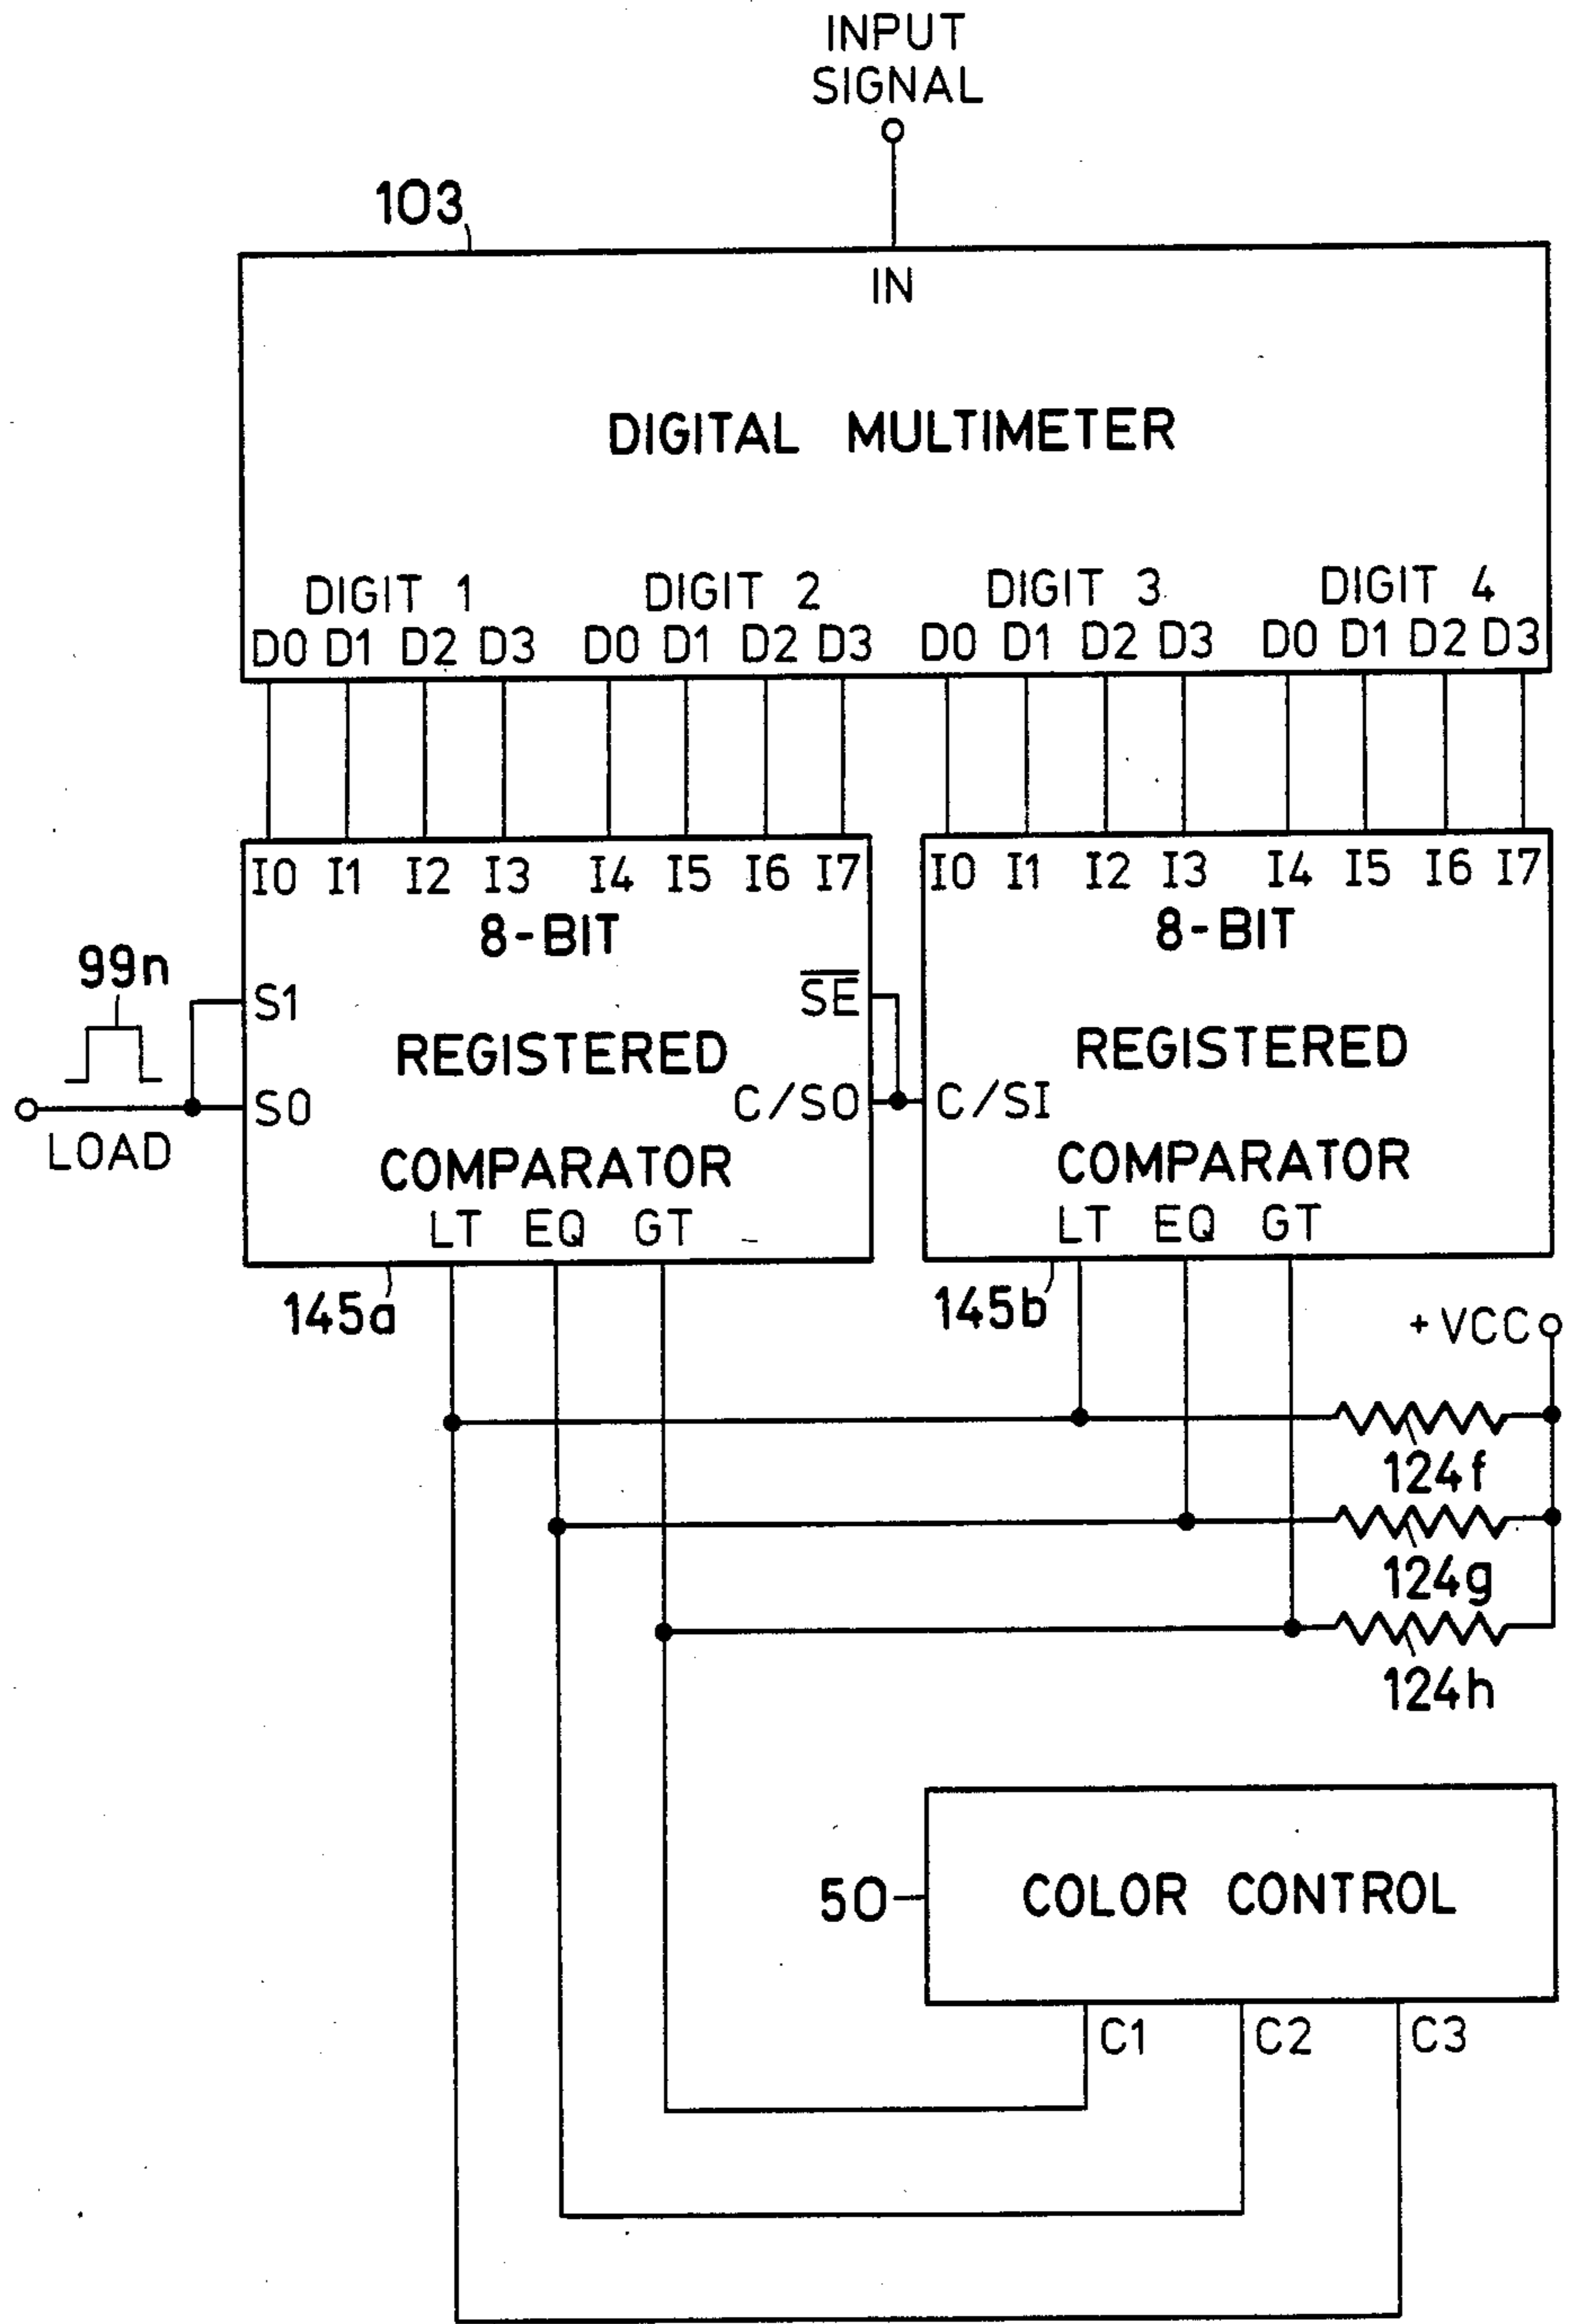 INPUT
SIGNAL
103
IN
DIGITAL MULTIMETER
DIGIT 1 DIGIT 2 DIGIT 3 DIGIT 4
D0 D1 D2 D3 D0 D1 D2 D3 D0 D1 D2 D3 D0 D1 D2 D3
I0 I1 I2 I3 I4 I5 I6 I7 I0 I1 I2 I3 I4 I5 I6 I7
8-BIT 8-BIT
99n
S1 SE
REGISTERED REGISTERED
S0 C/SO C/SI
LOAD
COMPARATOR COMPARATOR
LT EQ GT LT EQ GT
145a 145b
+VCC
124f
124g
124h
50
COLOR CONTROL
C1 C2 C3